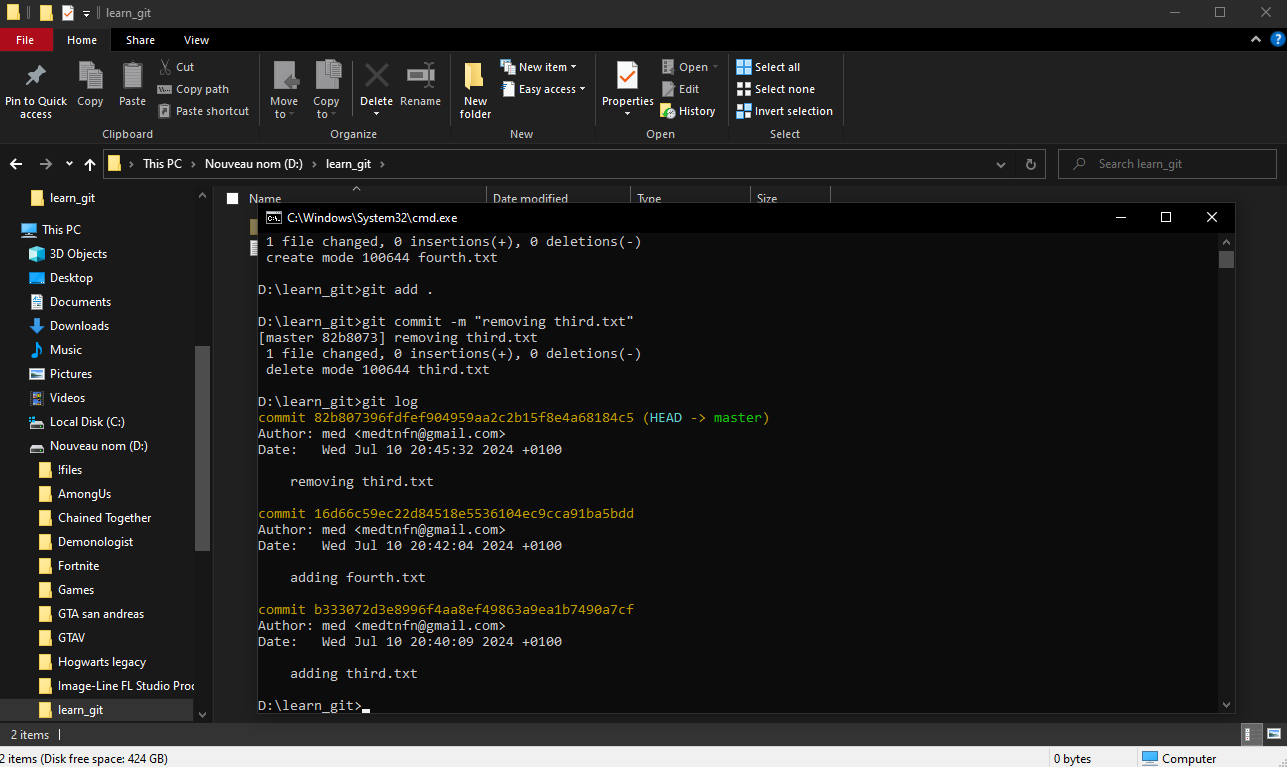 learn_git
File Home Share View
Pin to Quick access
Copy
Paste
Cut
Copy path
Paste shortcut
Clipboard
Move to
Copy to
Delete
Rename
Organize
New folder
New item
Easy access
New
Properties
Open
Edit
History
Open
Select all
Select none
Invert selection
Select
This PC > Nouveau nom (D:) > learn_git >
Search learn_git
Name Date modified Type Size
learn_git
This PC
3D Objects
Desktop
Documents
Downloads
Music
Pictures
Videos
Local Disk (C:)
Nouveau nom (D:)
!files
AmongUs
Chained Together
Demonologist
Fortnite
Games
GTA san andreas
GTAV
Hogwarts legacy
Image-Line FL Studio Proc
learn_git
C:\Windows\System32\cmd.exe
1 file changed, 0 insertions(+), 0 deletions(-)
create mode 100644 fourth.txt
D:\learn_git>git add .
D:\learn_git>git commit -m "removing third.txt"
[master 82b8073] removing third.txt
1 file changed, 0 insertions(+), 0 deletions(-)
delete mode 100644 third.txt
D:\learn_git>git log
commit 82b807396fdfef904959aa2c2b15f8e4a68184c5 (HEAD -> master)
Author: med <medtnfn@gmail.com>
Date: Wed Jul 10 20:45:32 2024 +0100
removing third.txt
commit 16d66c59ec22d84518e5536104ec9cca91ba5bdd
Author: med <medtnfn@gmail.com>
Date: Wed Jul 10 20:42:04 2024 +0100
adding fourth.txt
commit b333072d3e8996f4aa8ef49863a9ea1b7490a7cf
Author: med <medtnfn@gmail.com>
Date: Wed Jul 10 20:40:09 2024 +0100
adding third.txt
D:\learn_git>
2 items
2 items (Disk free space: 424 GB)
0 bytes
Computer